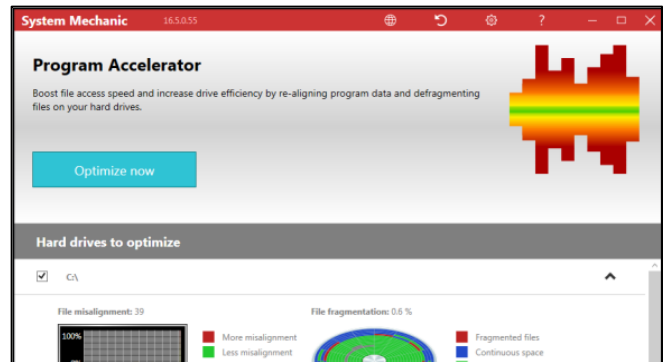 System Mechanic 16.5.0.55
Program Accelerator
Boost file access speed and increase drive efficiency by re-aligning program data and defragmenting
files on your hard drives.
Optimize now
Hard drives to optimize
C:\
File misalignment: 39 File fragmentation: 0.6 %
100%
More misalignment Fragmented files
Less misalignment Continuous space